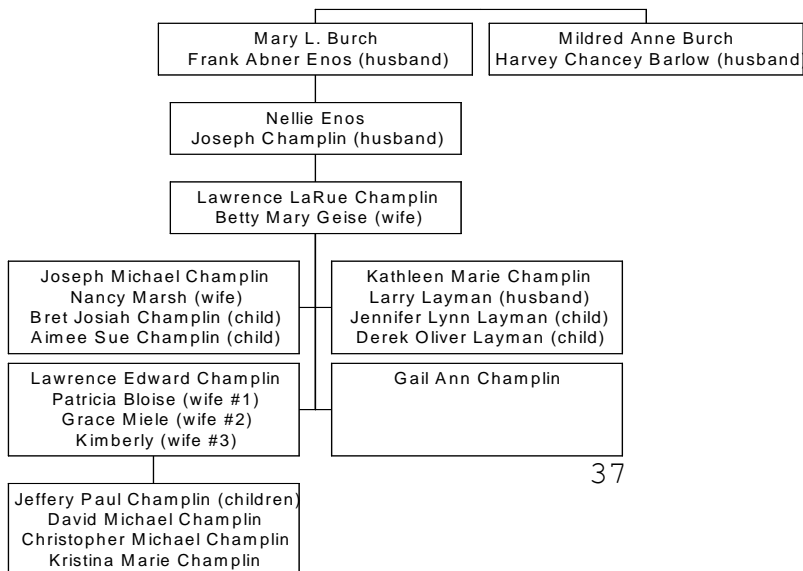 Mary L. Burch
Frank Abner Enos (husband)
Mildred Anne Burch
Harvey Chancey Barlow (husband)
Nellie Enos
Joseph Champlin (husband)
Lawrence LaRue Champlin
Betty Mary Geise (wife)
Joseph Michael Champlin
Nancy Marsh (wife)
Bret Josiah Champlin (child)
Aimee Sue Champlin (child)
Kathleen Marie Champlin
Larry Layman (husband)
Jennifer Lynn Layman (child)
Derek Oliver Layman (child)
Lawrence Edward Champlin
Patricia Bloise (wife #1)
Grace Miele (wife #2)
Kimberly (wife #3)
Gail Ann Champlin
37
Jeffery Paul Champlin (children)
David Michael Champlin
Christopher Michael Champlin
Kristina Marie Champlin